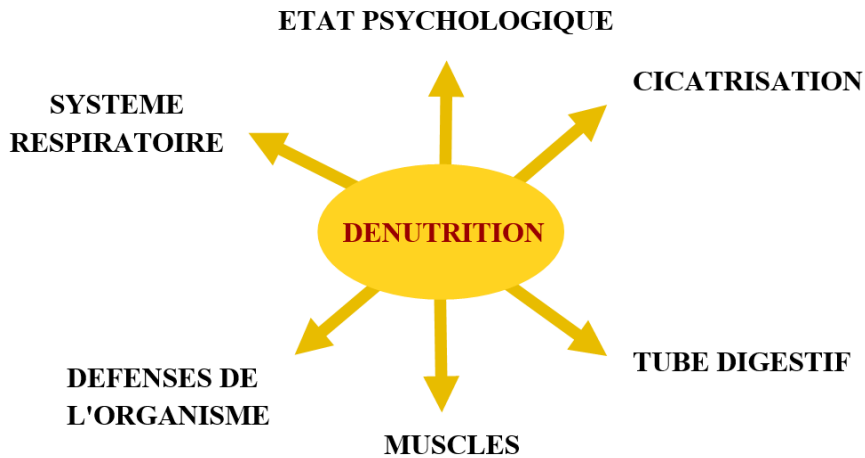 ETAT PSYCHOLOGIQUE
CICATRISATION
SYSTEME
RESPIRATOIRE
DENUTRITION
TUBE DIGESTIF
DEFENSES DE
L'ORGANISME
MUSCLES